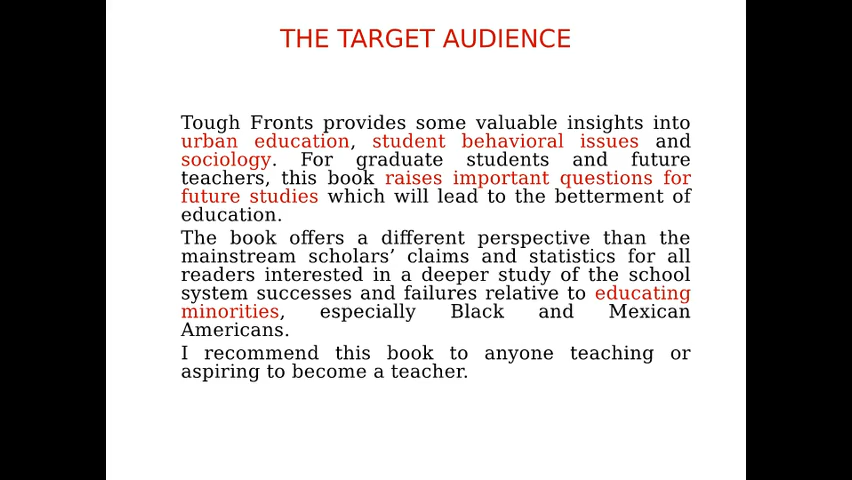 THE TARGET AUDIENCE
Tough Fronts provides some valuable insights into
urban education, student behavioral issues and
sociology. For graduate students and future
teachers, this book raises important questions for
future studies which will lead to the betterment of
education.
The book offers a different perspective than the
mainstream scholars’ claims and statistics for all
readers interested in a deeper study of the school
system successes and failures relative to educating
minorities, especially Black and Mexican
Americans.
I recommend this book to anyone teaching or
aspiring to become a teacher.